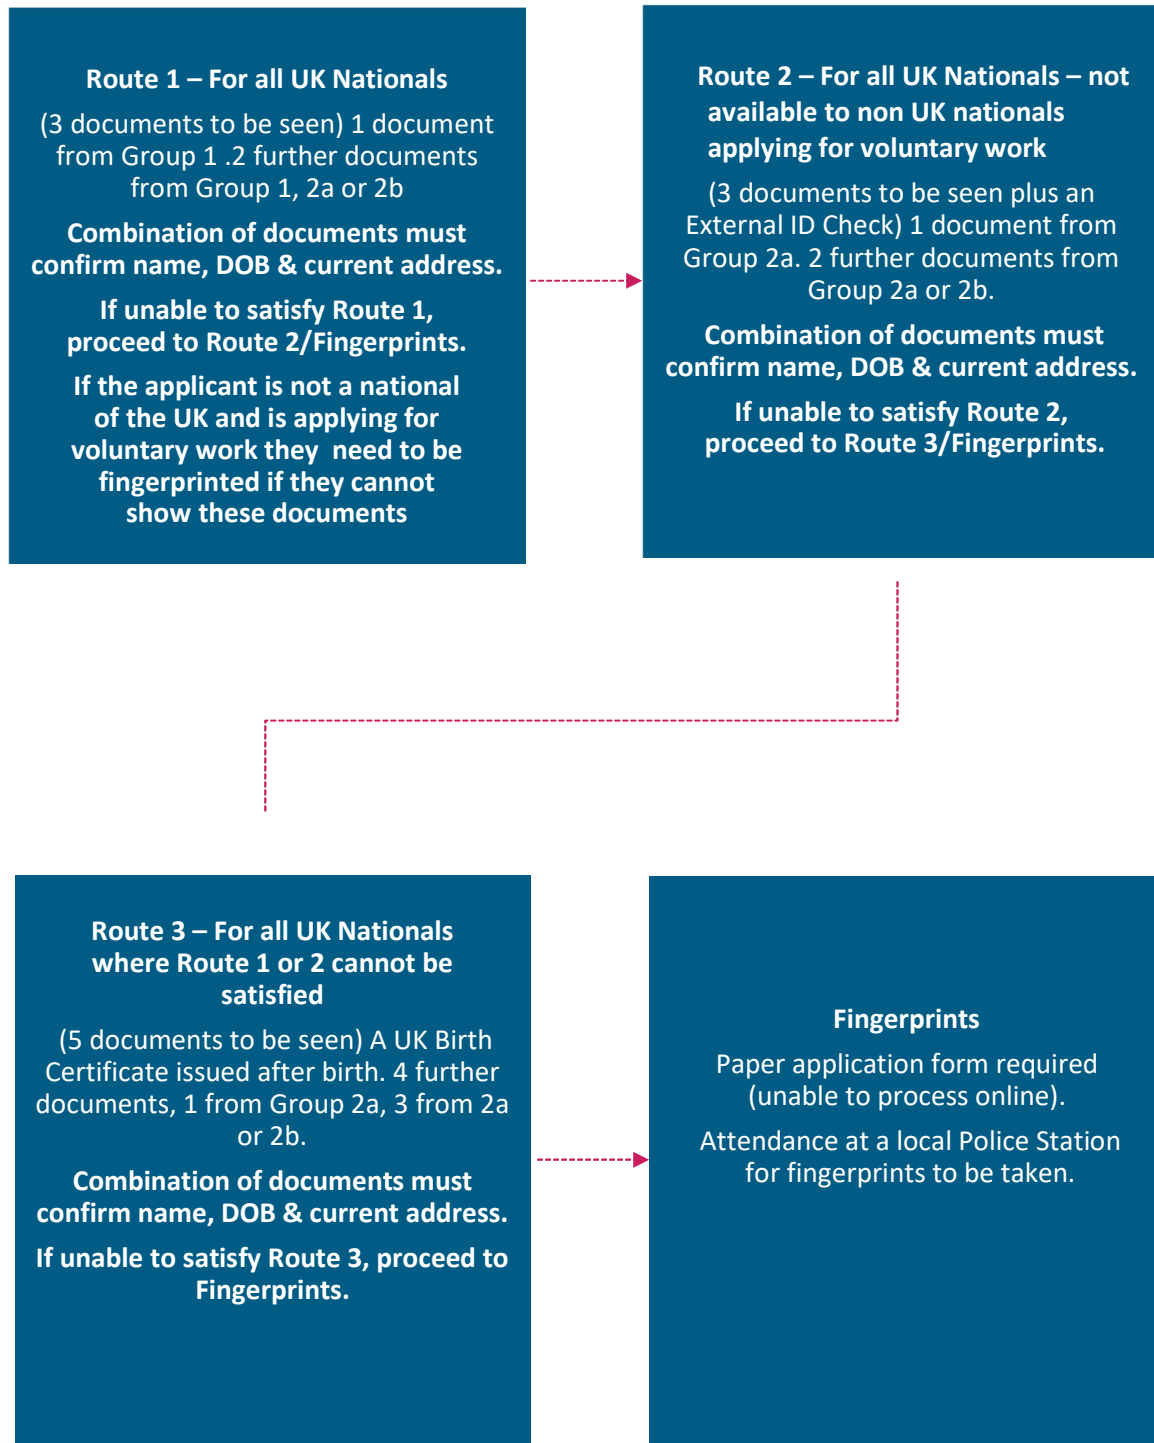 Route 1 – For all UK Nationals
(3 documents to be seen) 1 document
from Group 1 .2 further documents
from Group 1, 2a or 2b
Combination of documents must
confirm name, DOB & current address.
If unable to satisfy Route 1,
proceed to Route 2/Fingerprints.
If the applicant is not a national
of the UK and is applying for
voluntary work they  need to be
fingerprinted if they cannot
show these documents
Route 2 – For all UK Nationals – not
available to non UK nationals
applying for voluntary work
(3 documents to be seen plus an
External ID Check) 1 document from
Group 2a. 2 further documents from
Group 2a or 2b.
Combination of documents must
confirm name, DOB & current address.
If unable to satisfy Route 2,
proceed to Route 3/Fingerprints.
Route 3 – For all UK Nationals
where Route 1 or 2 cannot be
satisfied
(5 documents to be seen) A UK Birth
Certificate issued after birth. 4 further
documents, 1 from Group 2a, 3 from 2a
or 2b.
Combination of documents must
confirm name, DOB & current address.
If unable to satisfy Route 3, proceed to
Fingerprints.
Fingerprints
Paper application form required
(unable to process online).
Attendance at a local Police Station
for fingerprints to be taken.